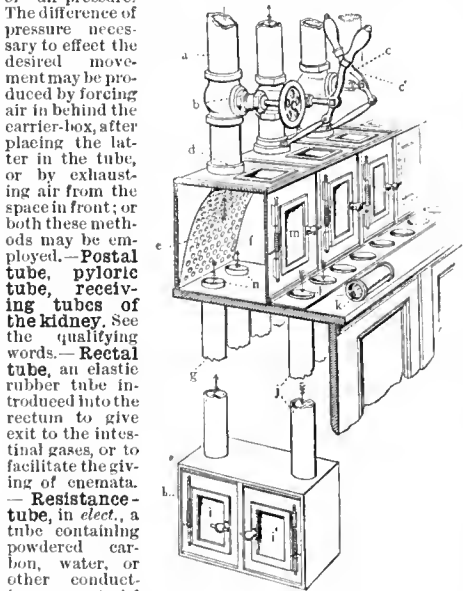 of air pressure.
The difference of
pressure neces-
sary to effect the
desired move-
ment may be pro-
duced by forcing
air in behind the
carrier-box, after
placing the lat-
ter in the tube,
or by exhaust-
ing air from the
space in front; or
both these meth-
ods may be em-
ployed.—Postal
tube, pyloric
tube, receiv-
ing tubes of
the kidney. See
the qualifying
words.—Rectal
tube, an elastic
rubber tube in-
troduced into the
rectum to give
exit to the intes-
tinal gases, or to
facilitate the giv-
ing of enemata.
— Resistance-
tube, in elect., a
tube containing
powdered car-
bon, water, or
other conduct-
a
b
c
c'
d
e
f
m
n
l
k
g
j
h
i
i'